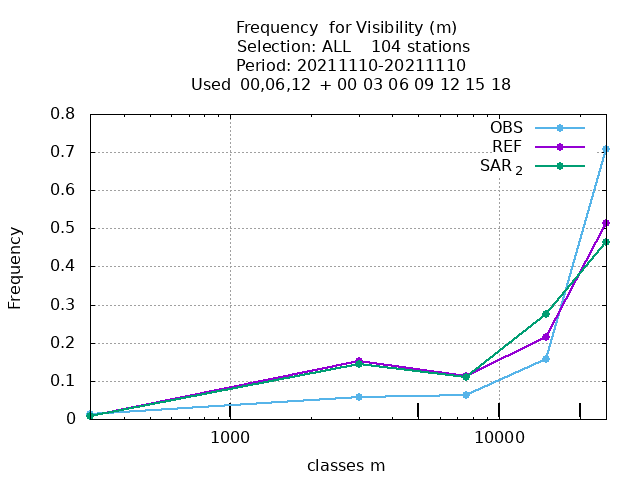 Frequency  for Visibility (m)
Selection: ALL    104 stations
Period: 20211110-20211110
Used  00,06,12  + 00 03 06 09 12 15 18
OBS
REF
SAR 2
0.8
0.7
0.6
0.5
0.4
0.3
0.2
0.1
0
Frequency
1000
10000
classes m